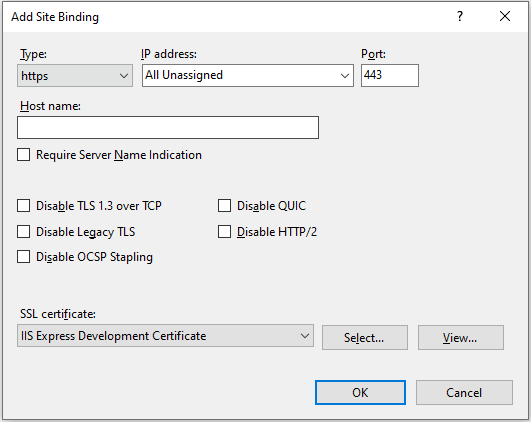 Add Site Binding
?
Type: IP address: Port:
https All Unassigned 443
Host name:
Require Server Name Indication
Disable TLS 1.3 over TCP Disable QUIC
Disable Legacy TLS Disable HTTP/2
Disable OCSP Stapling
SSL certificate:
IIS Express Development Certificate Select... View...
OK Cancel